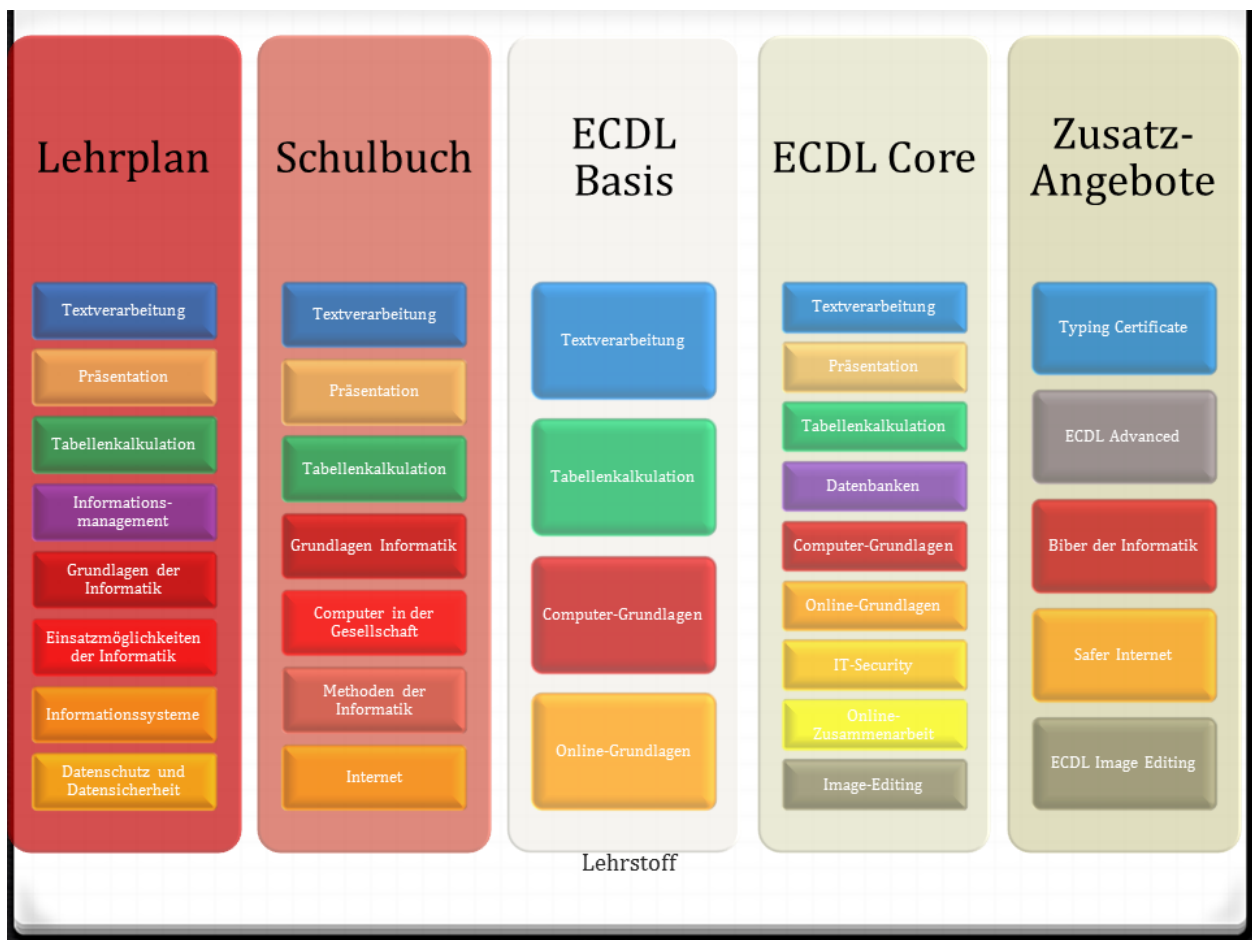 Lehrplan
Textverarbeitung
Präsentation
Tabellenkalkulation
Informations-
management
Grundlagen der
Informatik
Einsatzmöglichkeiten
der Informatik
Informationssysteme
Datenschutz und
Datensicherheit
Schulbuch
Textverarbeitung
Präsentation
Tabellenkalkulation
Grundlagen Informatik
Computer in der
Gesellschaft
Methoden der
Informatik
Internet
ECDL
Basis
Textverarbeitung
Tabellenkalkulation
Computer-Grundlagen
Online-Grundlagen
ECDL Core
Textverarbeitung
Präsentation
Tabellenkalkulation
Datenbanken
Computer-Grundlagen
Online-Grundlagen
IT-Security
Online-
Zusammenarbeit
Image-Editing
Zusatz-
Angebote
Typing Certificate
ECDL Advanced
Biber der Informatik
Safer Internet
ECDL Image Editing
Lehrstoff